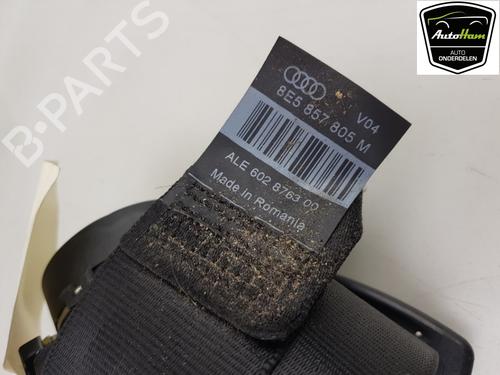 B-PARTS
AutoHam
AUTO
ONDERDELEN
V04
8E5 857 805 M
ALE 602 8763 00
Made in Romania